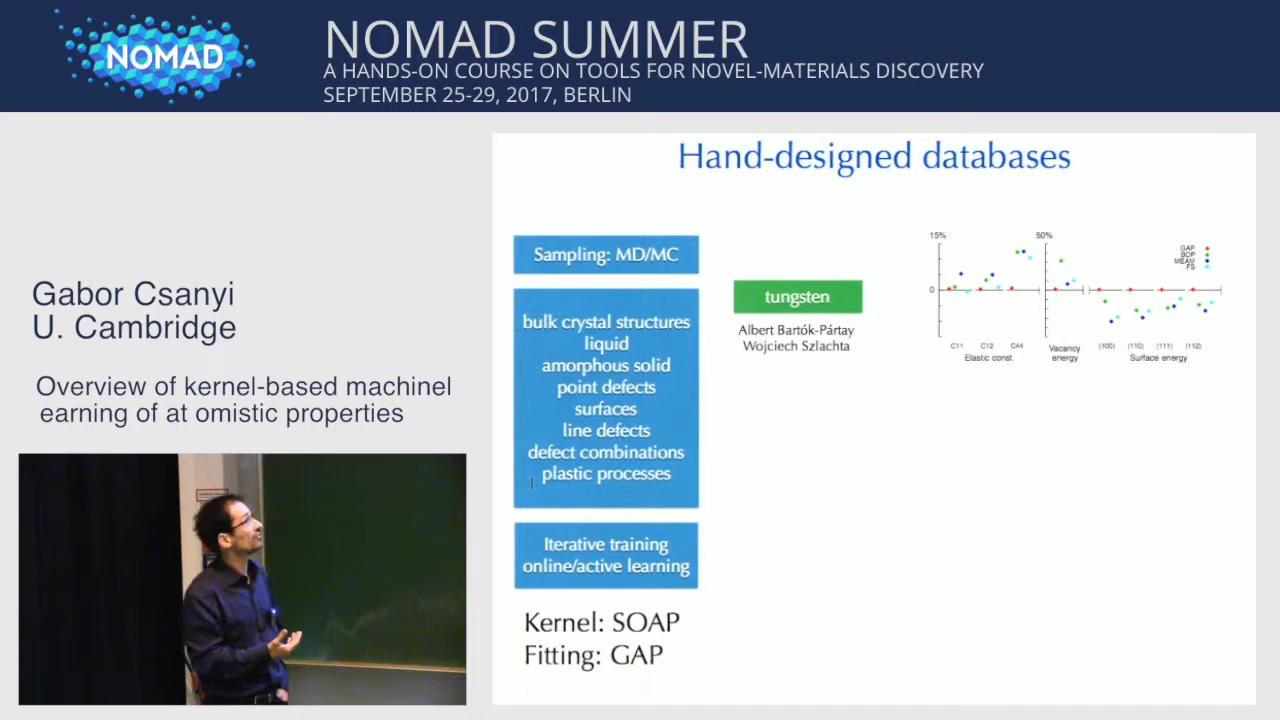 NOMAD
NOMAD SUMMER
A HANDS-ON COURSE ON TOOLS FOR NOVEL-MATERIALS DISCOVERY
SEPTEMBER 25-29, 2017, BERLIN
Gabor Csanyi
U. Cambridge
Overview of kernel-based machinel
earning of at omistic properties
Hand-designed databases
Sampling: MD/MC
bulk crystal structures
liquid
amorphous solid
point defects
surfaces
line defects
defect combinations
plastic processes
Iterative training
online/active learning
Kernel: SOAP
Fitting: GAP
tungsten
Albert Bartók-Pártay
Wojciech Szlachta
15%
0
50%
GAP
BOP
MEAM
FS
C11 C12 C44
Elastic const.
Vacancy
energy
(100) (110) (111) (112)
Surface energy